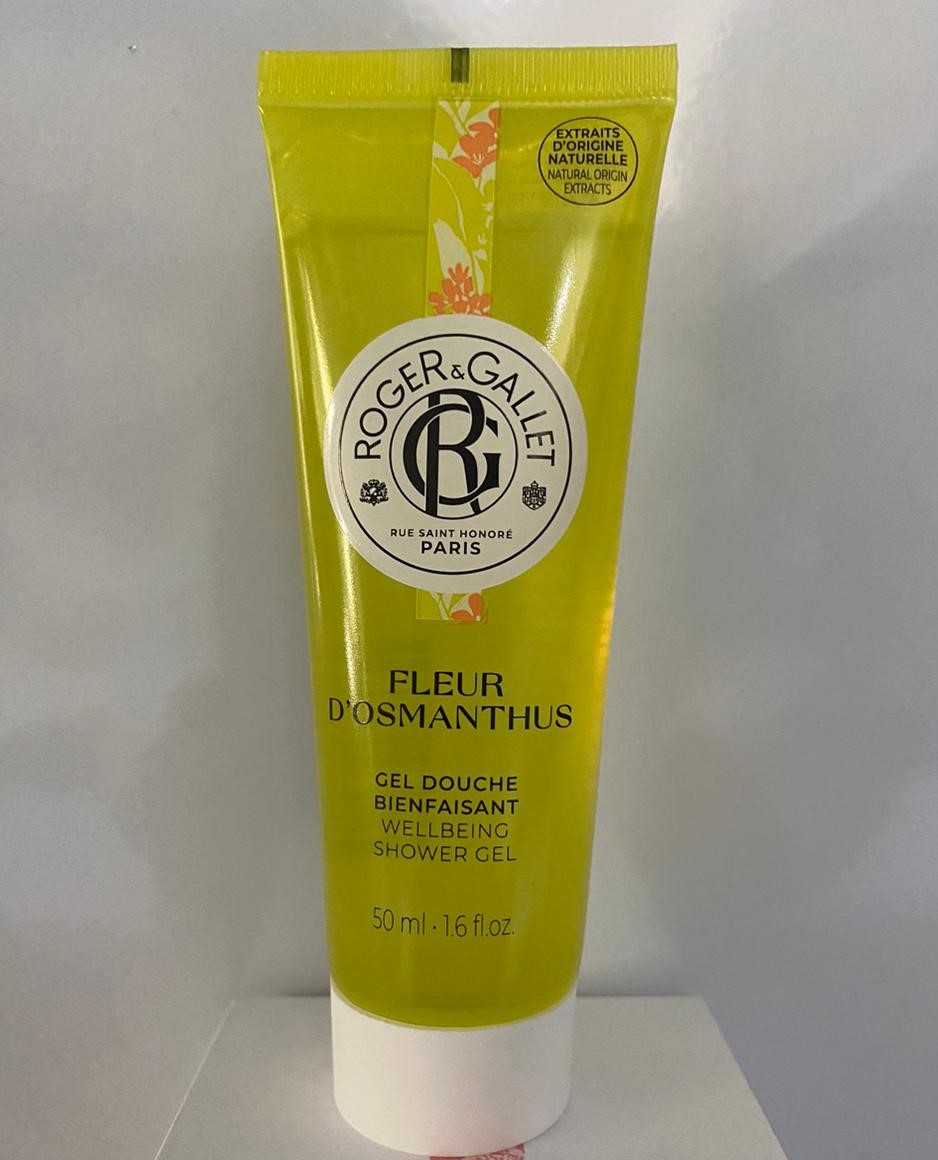 EXTRAITS
D'ORIGINE
NATURELLE
NATURAL ORIGIN
EXTRACTS
ROGER & GALLET
RG
RUE SAINT HONORÉ
PARIS
FLEUR
D'OSMANTHUS
GEL DOUCHE
BIENFAISANT
WELLBEING
SHOWER GEL
50 ml · 1.6 fl.oz.